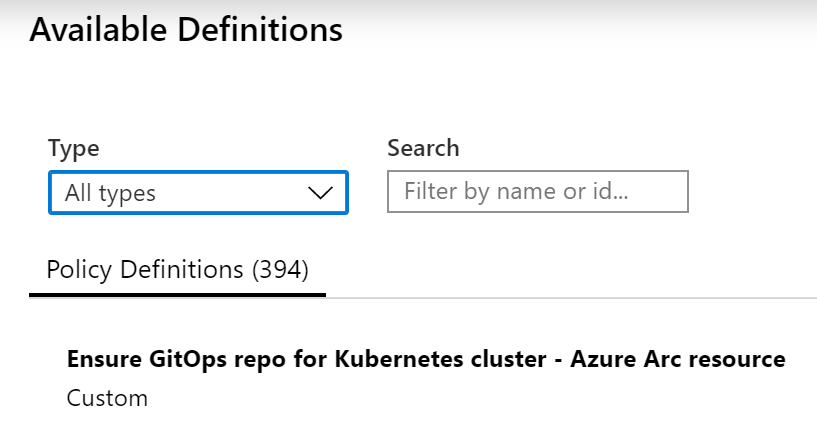 Available Definitions
Type
Search
All types
Filter by name or id...
Policy Definitions (394)
Ensure GitOps repo for Kubernetes cluster - Azure Arc resource
Custom